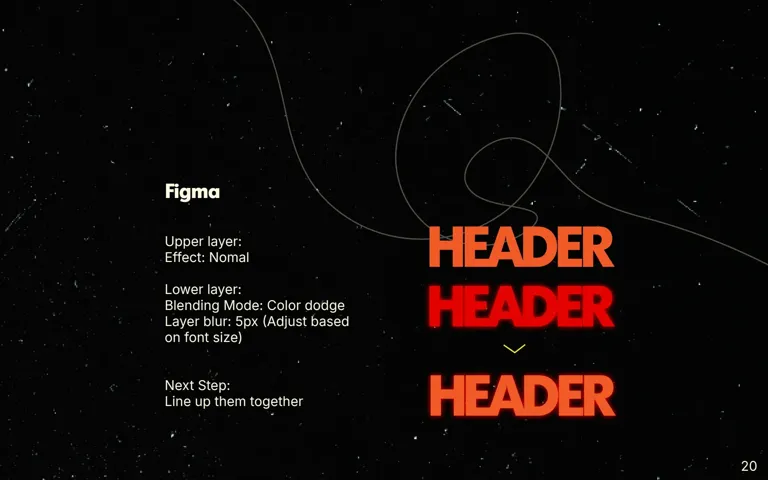 Figma
Upper layer:
Effect: Nomal
Lower layer:
Blending Mode: Color dodge
Layer blur: 5px (Adjust based
on font size)
Next Step:
Line up them together
HEADER
HEADER
HEADER
20